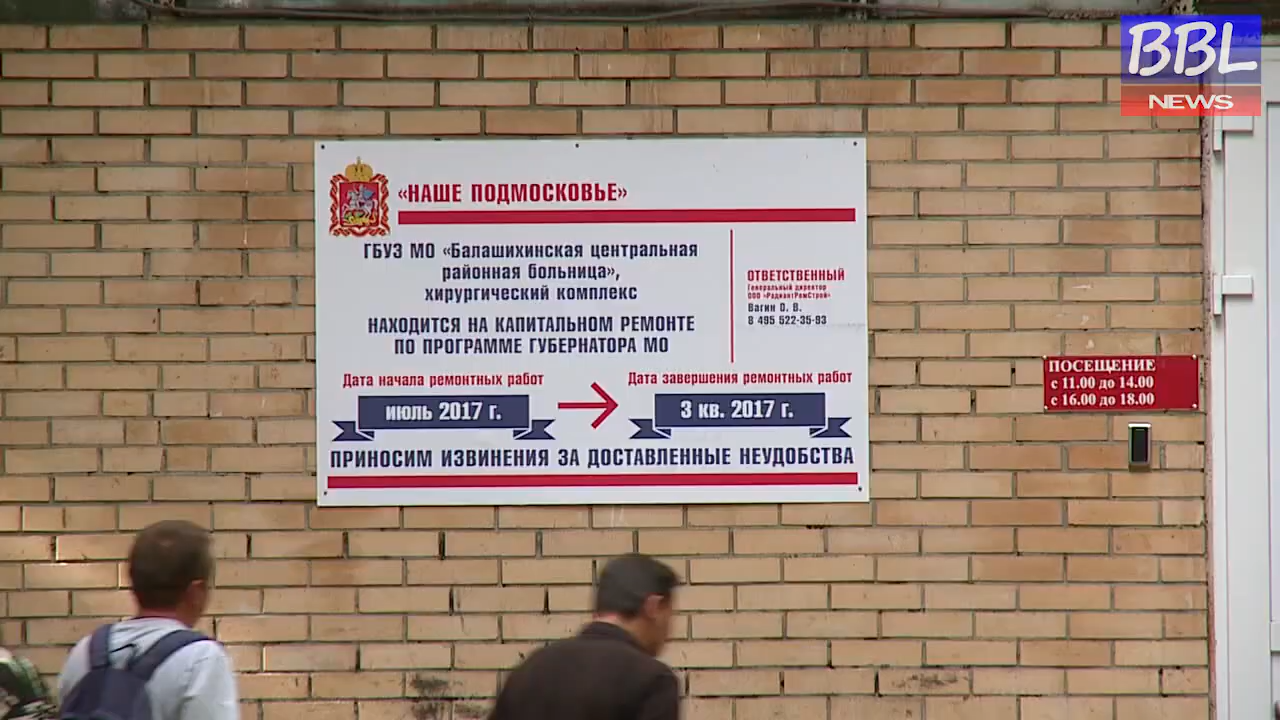 BBL
NEWS
«НАШЕ ПОДМОСКОВЬЕ»
ГБУЗ МО «Балашихинская центральная
районная больница»,
хирургический комплекс
НАХОДИТСЯ НА КАПИТАЛЬНОМ РЕМОНТЕ
ПО ПРОГРАММЕ ГУБЕРНАТОРА МО
ОТВЕТСТВЕННЫЙ
Генеральный директор
ООО «РадиантРемСтрой»
Вагин О. В.
8 495 522-35-93
Дата начала ремонтных работ
июль 2017 г.
Дата завершения ремонтных работ
3 кв. 2017 г.
ПРИНОСИМ ИЗВИНЕНИЯ ЗА ДОСТАВЛЕННЫЕ НЕУДОБСТВА
ПОСЕЩЕНИЕ
с 11.00 до 14.00
с 16.00 до 18.00